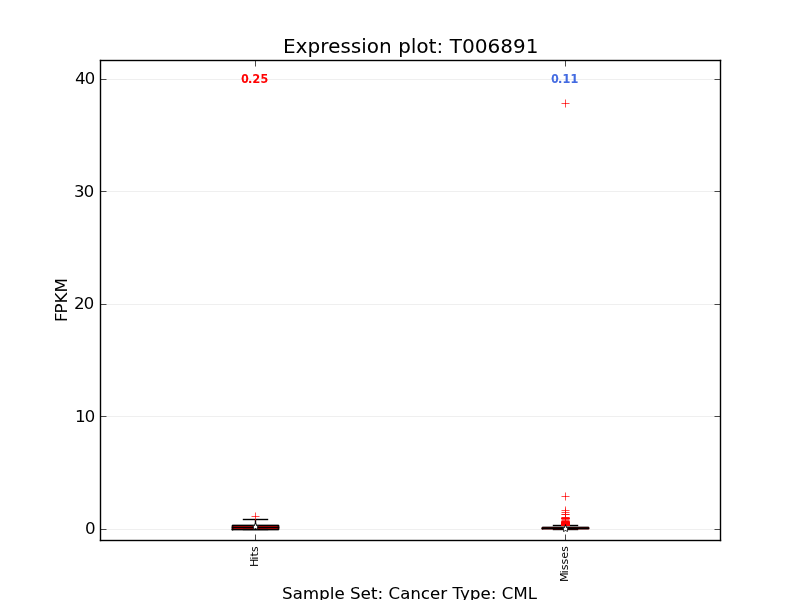 Expression plot: T006891
0.25
0.11
40
30
20
10
0
FPKM
Hits
Misses
Sample Set: Cancer Type: CML